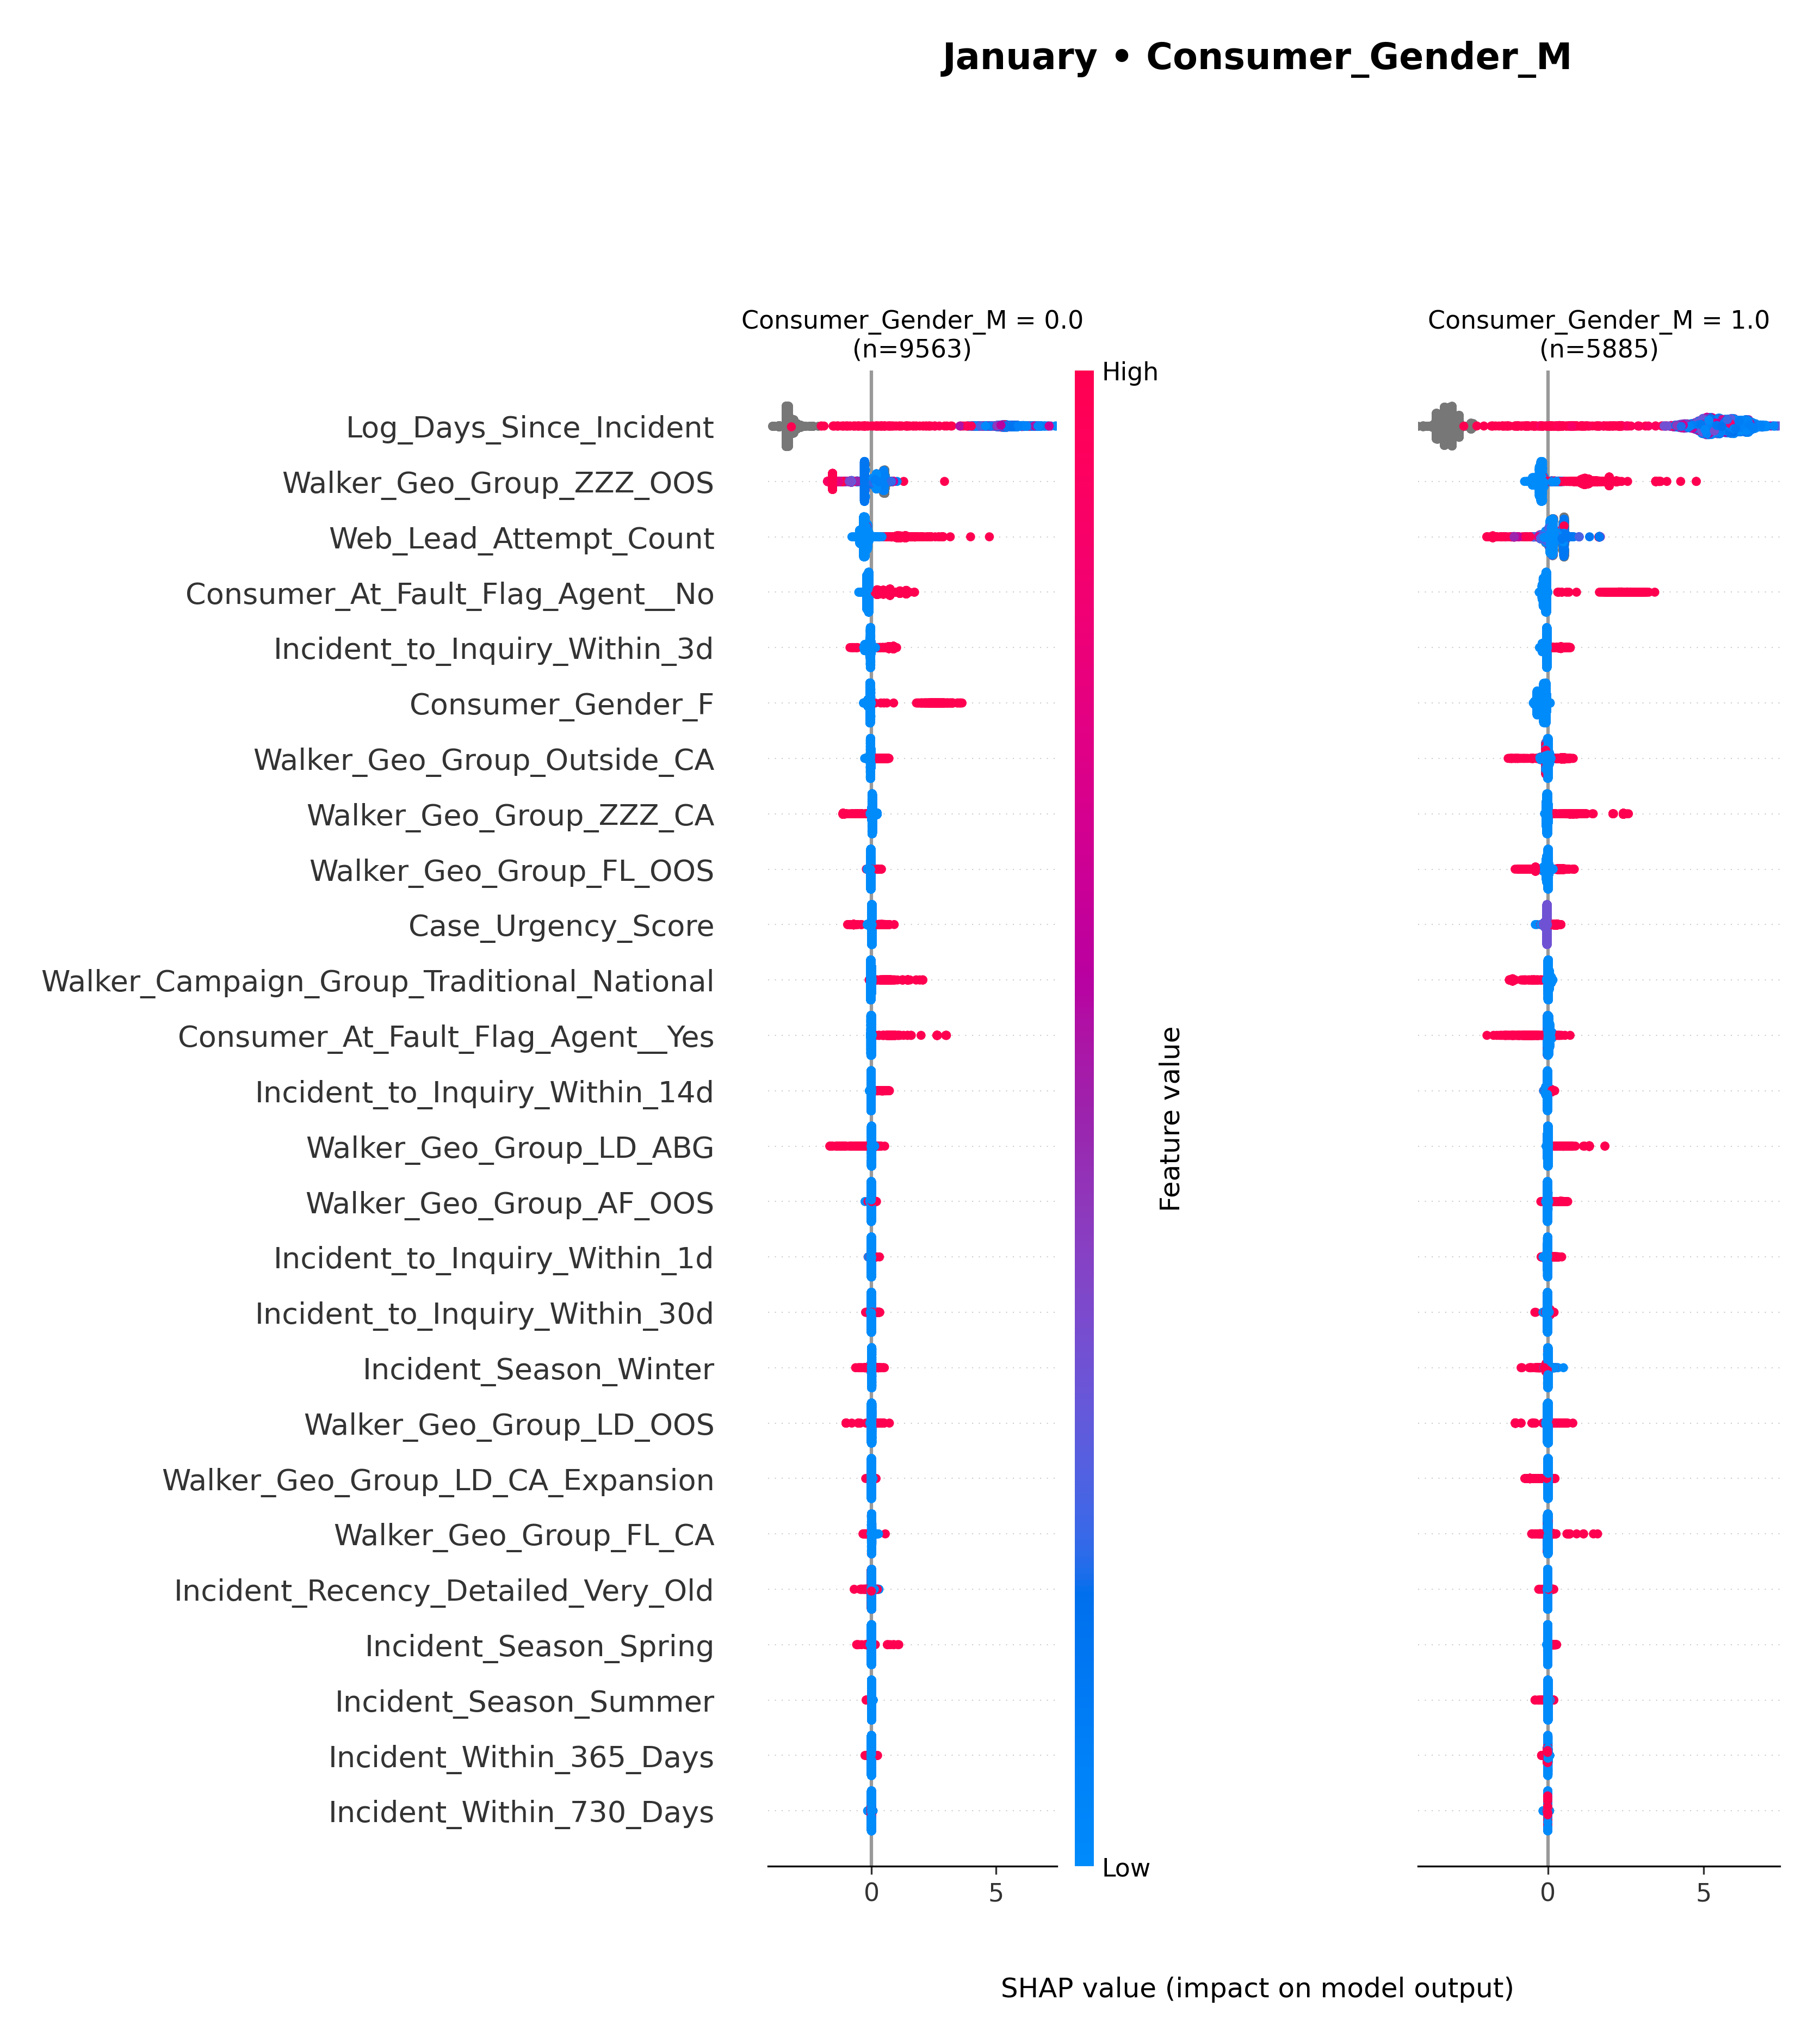 January • Consumer_Gender_M
Consumer_Gender_M = 0.0
(n=9563)
Consumer_Gender_M = 1.0
(n=5885)
High
Log_Days_Since_Incident
Walker_Geo_Group_ZZZ_OOS
Web_Lead_Attempt_Count
Consumer_At_Fault_Flag_Agent__No
Incident_to_Inquiry_Within_3d
Consumer_Gender_F
Walker_Geo_Group_Outside_CA
Walker_Geo_Group_ZZZ_CA
Walker_Geo_Group_FL_OOS
Case_Urgency_Score
Walker_Campaign_Group_Traditional_National
Consumer_At_Fault_Flag_Agent__Yes
Incident_to_Inquiry_Within_14d
Walker_Geo_Group_LD_ABG
Walker_Geo_Group_AF_OOS
Incident_to_Inquiry_Within_1d
Incident_to_Inquiry_Within_30d
Incident_Season_Winter
Walker_Geo_Group_LD_OOS
Walker_Geo_Group_LD_CA_Expansion
Walker_Geo_Group_FL_CA
Incident_Recency_Detailed_Very_Old
Incident_Season_Spring
Incident_Season_Summer
Incident_Within_365_Days
Incident_Within_730_Days
Feature value
Low
0 5
0 5
SHAP value (impact on model output)